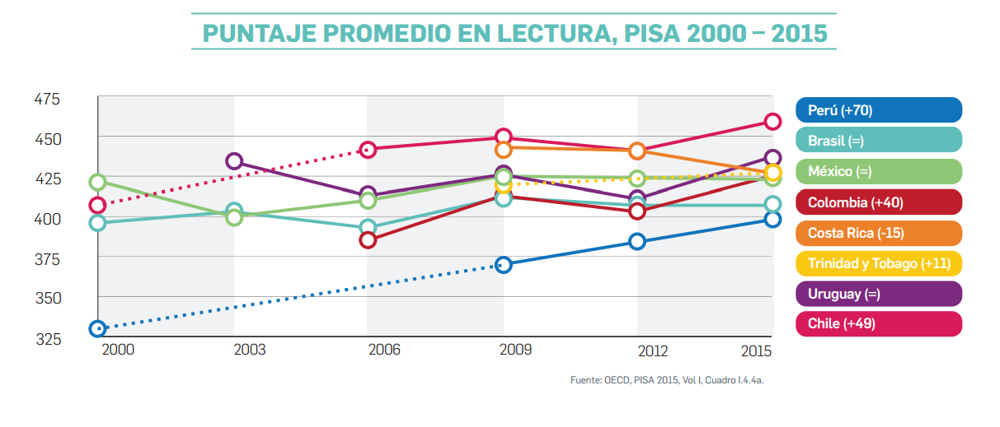 PUNTAJE PROMEDIO EN LECTURA, PISA 2000 – 2015
475
450
425
400
375
350
325
2000
2003
2006
2009
2012
2015
Perú (+70)
Brasil (=)
México (=)
Colombia (+40)
Costa Rica (-15)
Trinidad y Tobago (+11)
Uruguay (=)
Chile (+49)
Fuente: OECD, PISA 2015, Vol I, Cuadro I.4.4a.